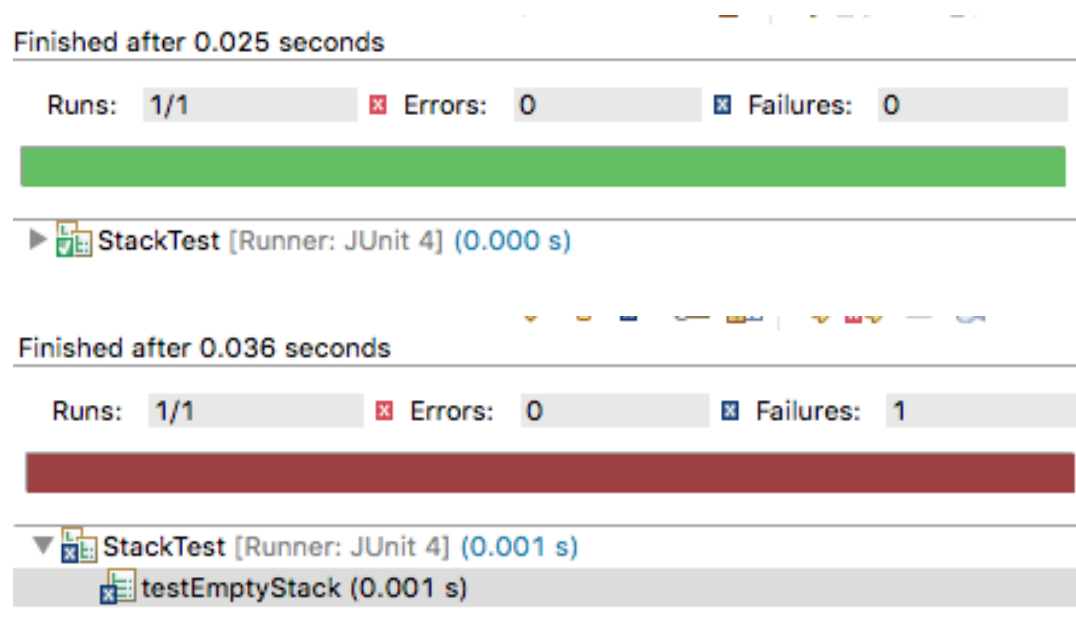 Finished after 0.025 seconds
Runs: 1/1 Errors: 0 Failures: 0
StackTest [Runner: JUnit 4] (0.000 s)
Finished after 0.036 seconds
Runs: 1/1 Errors: 0 Failures: 1
StackTest [Runner: JUnit 4] (0.001 s)
testEmptyStack (0.001 s)